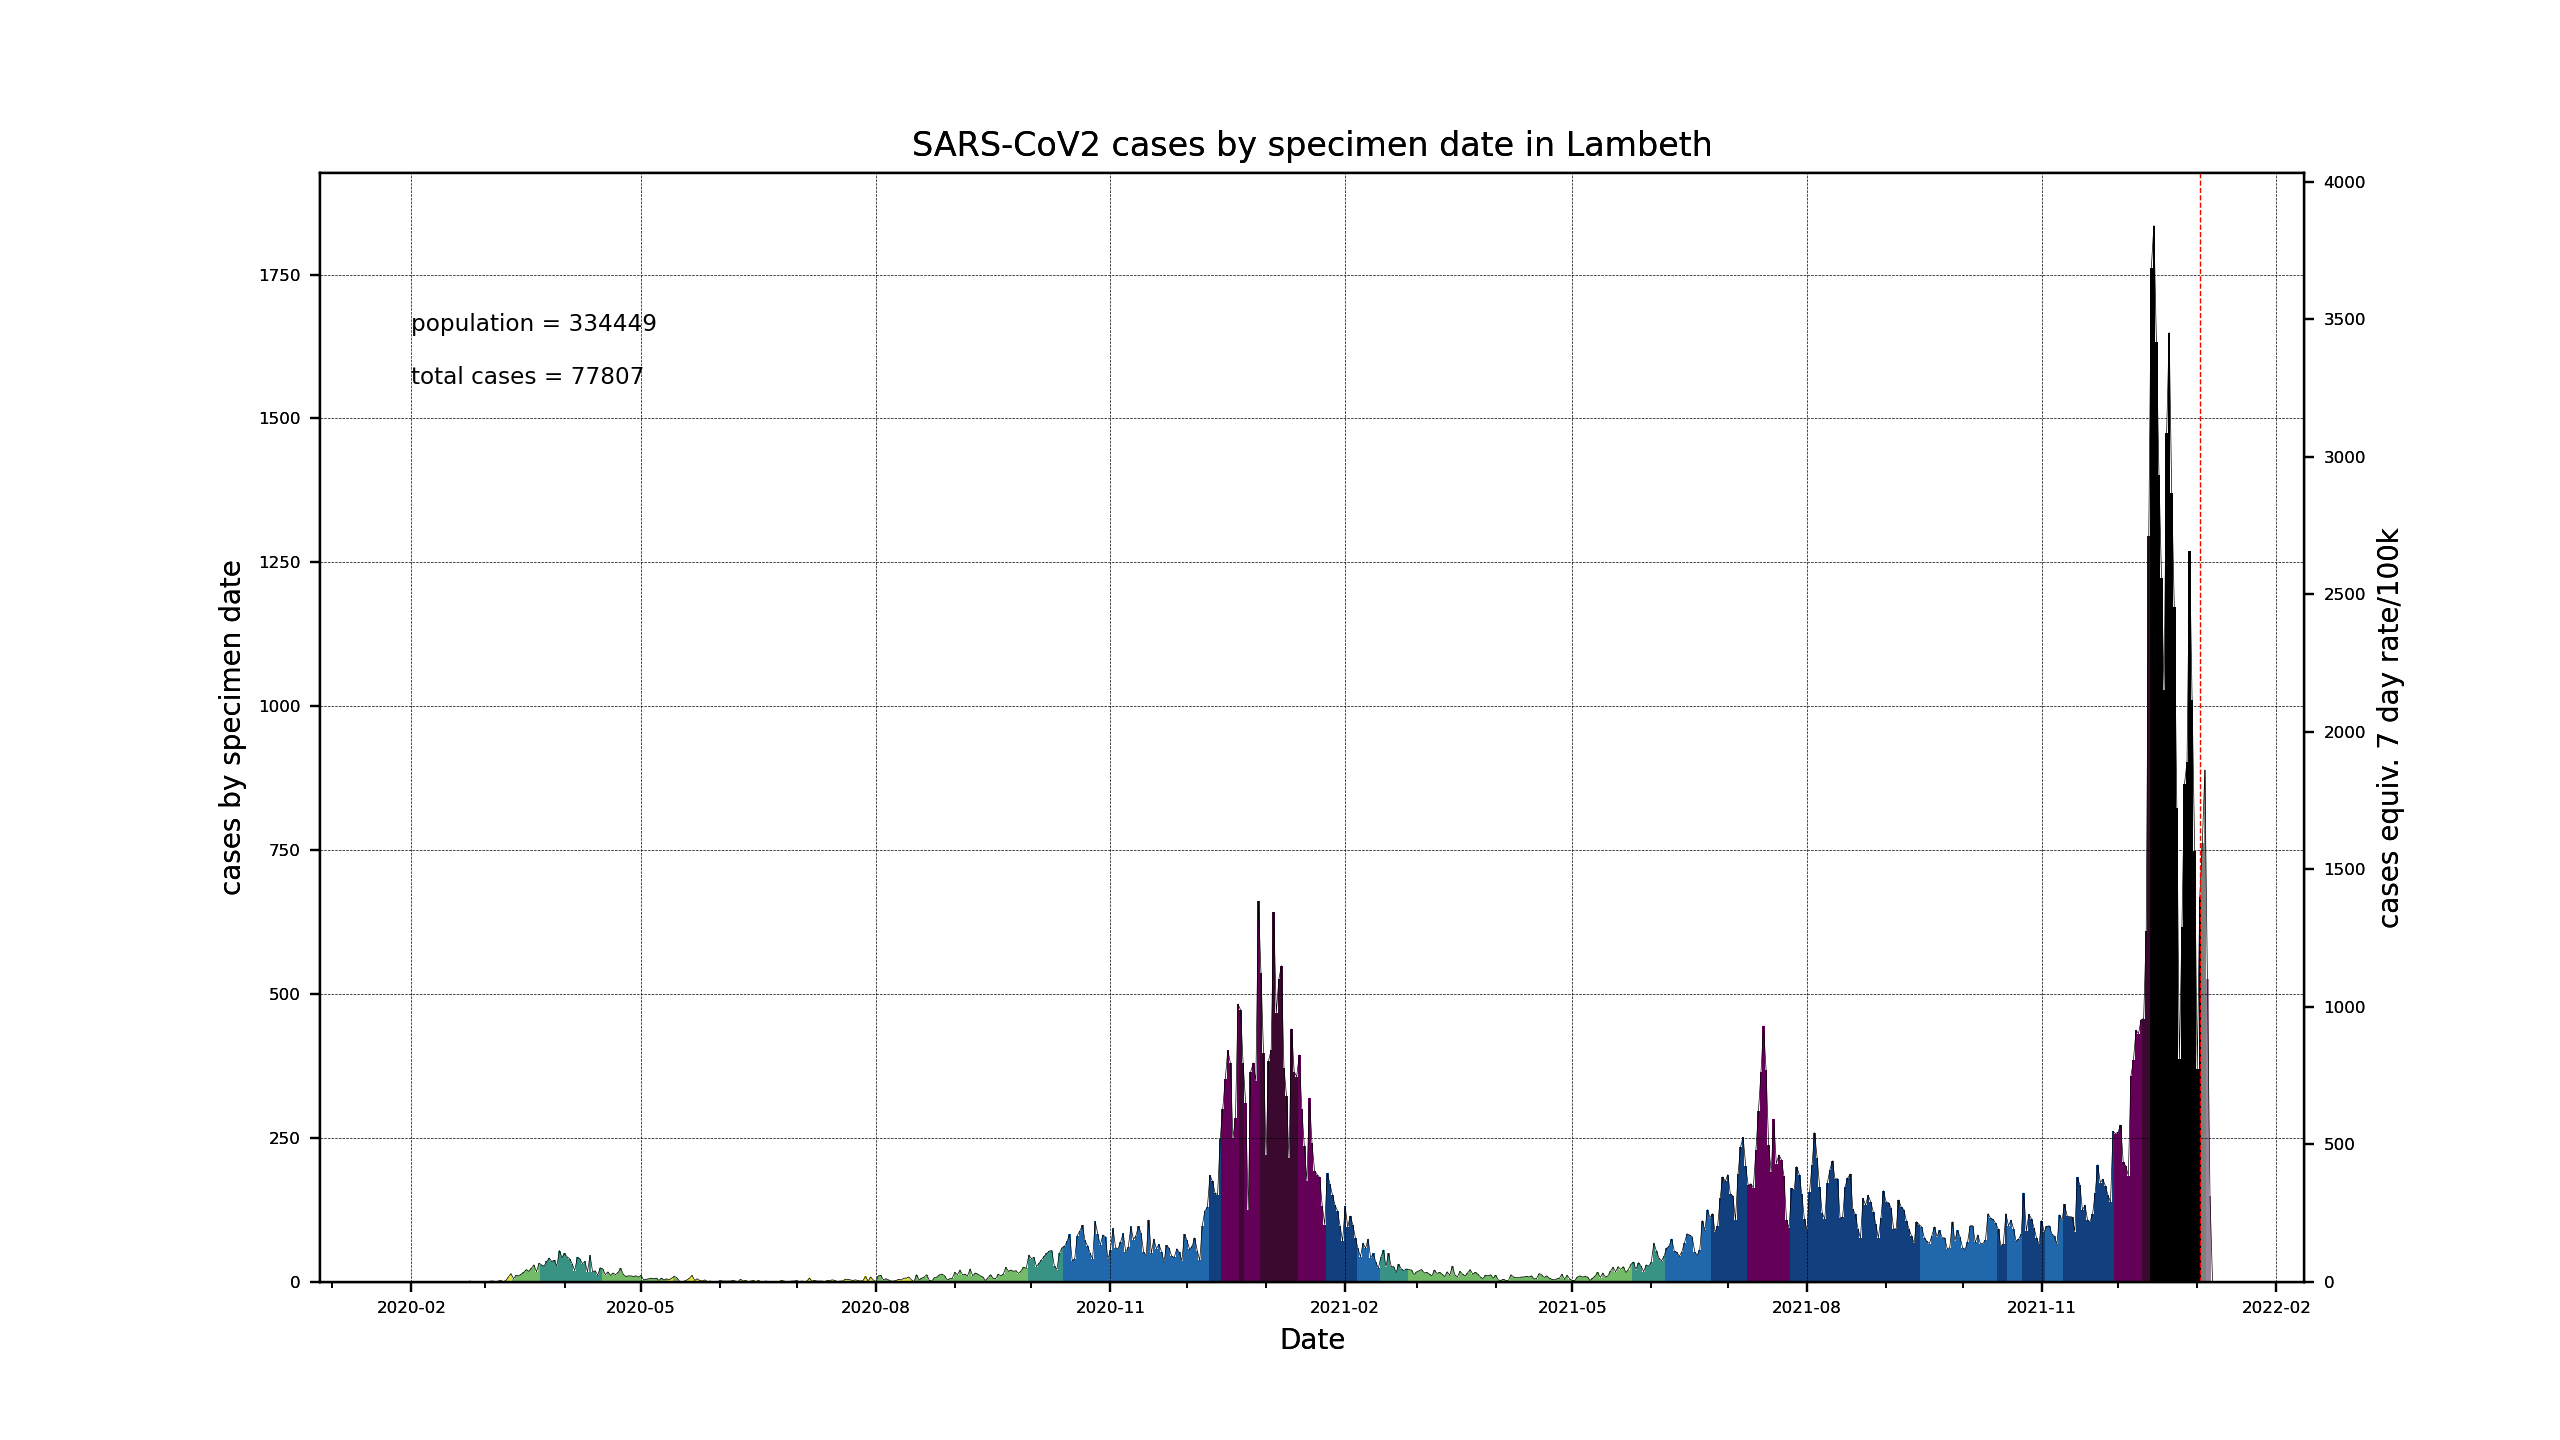 SARS-CoV2 cases by specimen date in Lambeth
population = 334449
total cases = 77807
cases by specimen date
1750
1500
1250
1000
750
500
250
0
4000
3500
3000
2500
2000
1500
1000
500
0
cases equiv. 7 day rate/100k
2020-02 2020-05 2020-08 2020-11 2021-02 2021-05 2021-08 2021-11 2022-02
Date